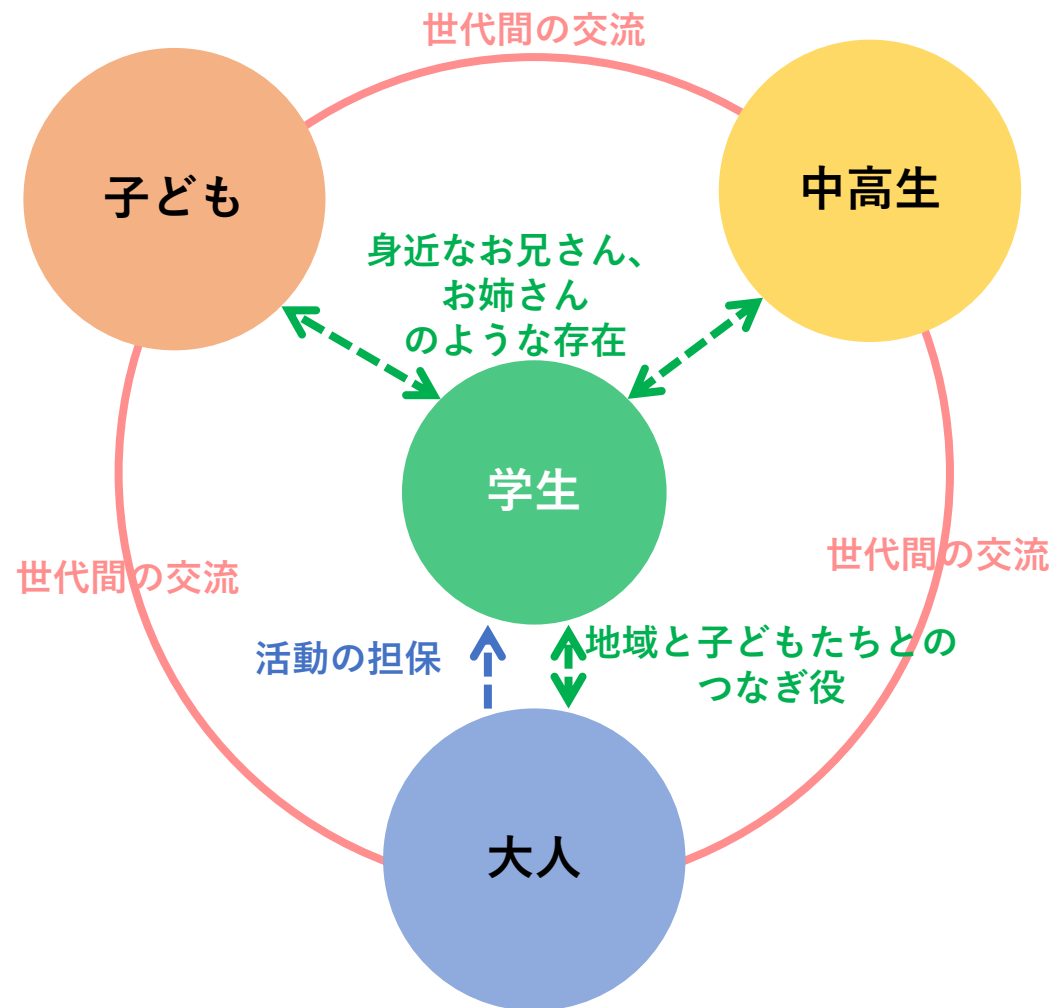 世代間の交流
子ども
中高生
身近なお兄さん、
お姉さん
のような存在
学生
世代間の交流
世代間の交流
活動の担保
地域と子どもたちとの
つなぎ役
大人